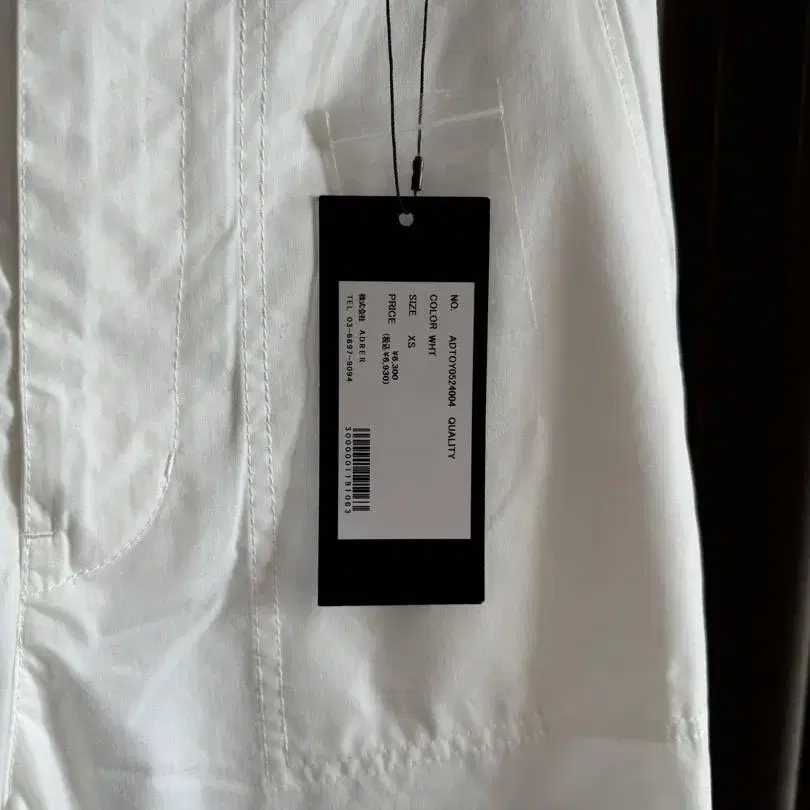 NO. ADTOY0524004 QUALITY
COLOR WHT
SIZE XS
PRICE ¥6,300
(税込 ¥6,930)
株式会社 ADRER
TEL 03-6697-9094
3000001191063